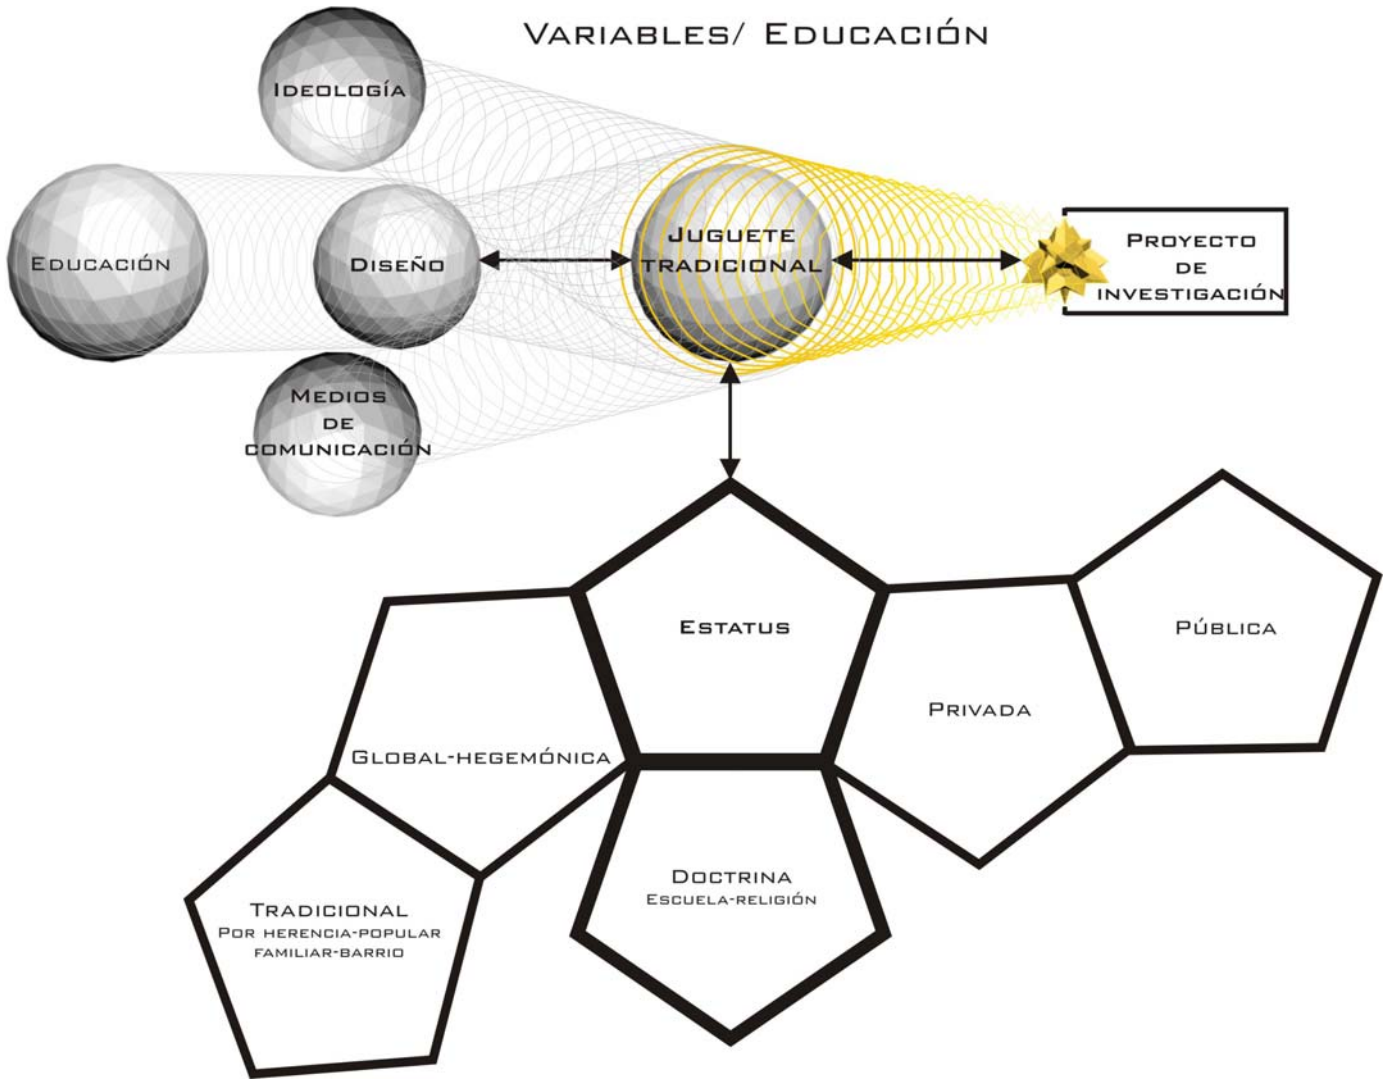 VARIABLES/ EDUCACIÓN
IDEOLOGÍA
EDUCACIÓN
DISEÑO
JUGUETE
TRADICIONAL
PROYECTO
DE
INVESTIGACIÓN
MEDIOS
DE
COMUNICACIÓN
ESTATUS
PÚBLICA
PRIVADA
GLOBAL-HEGEMÓNICA
DOCTRINA
ESCUELA-RELIGIÓN
TRADICIONAL
POR HERENCIA-POPULAR
FAMILIAR-BARRIO